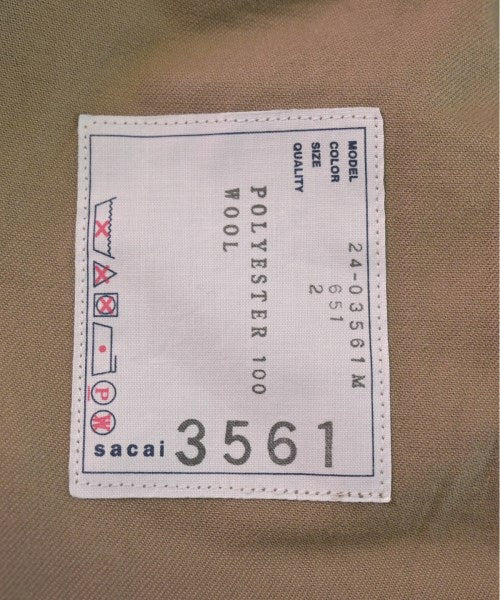 MODEL 24-03561M
COLOR 651
SIZE 2
QUALITY
POLYESTER 100
WOOL
P
W
sacai 3561